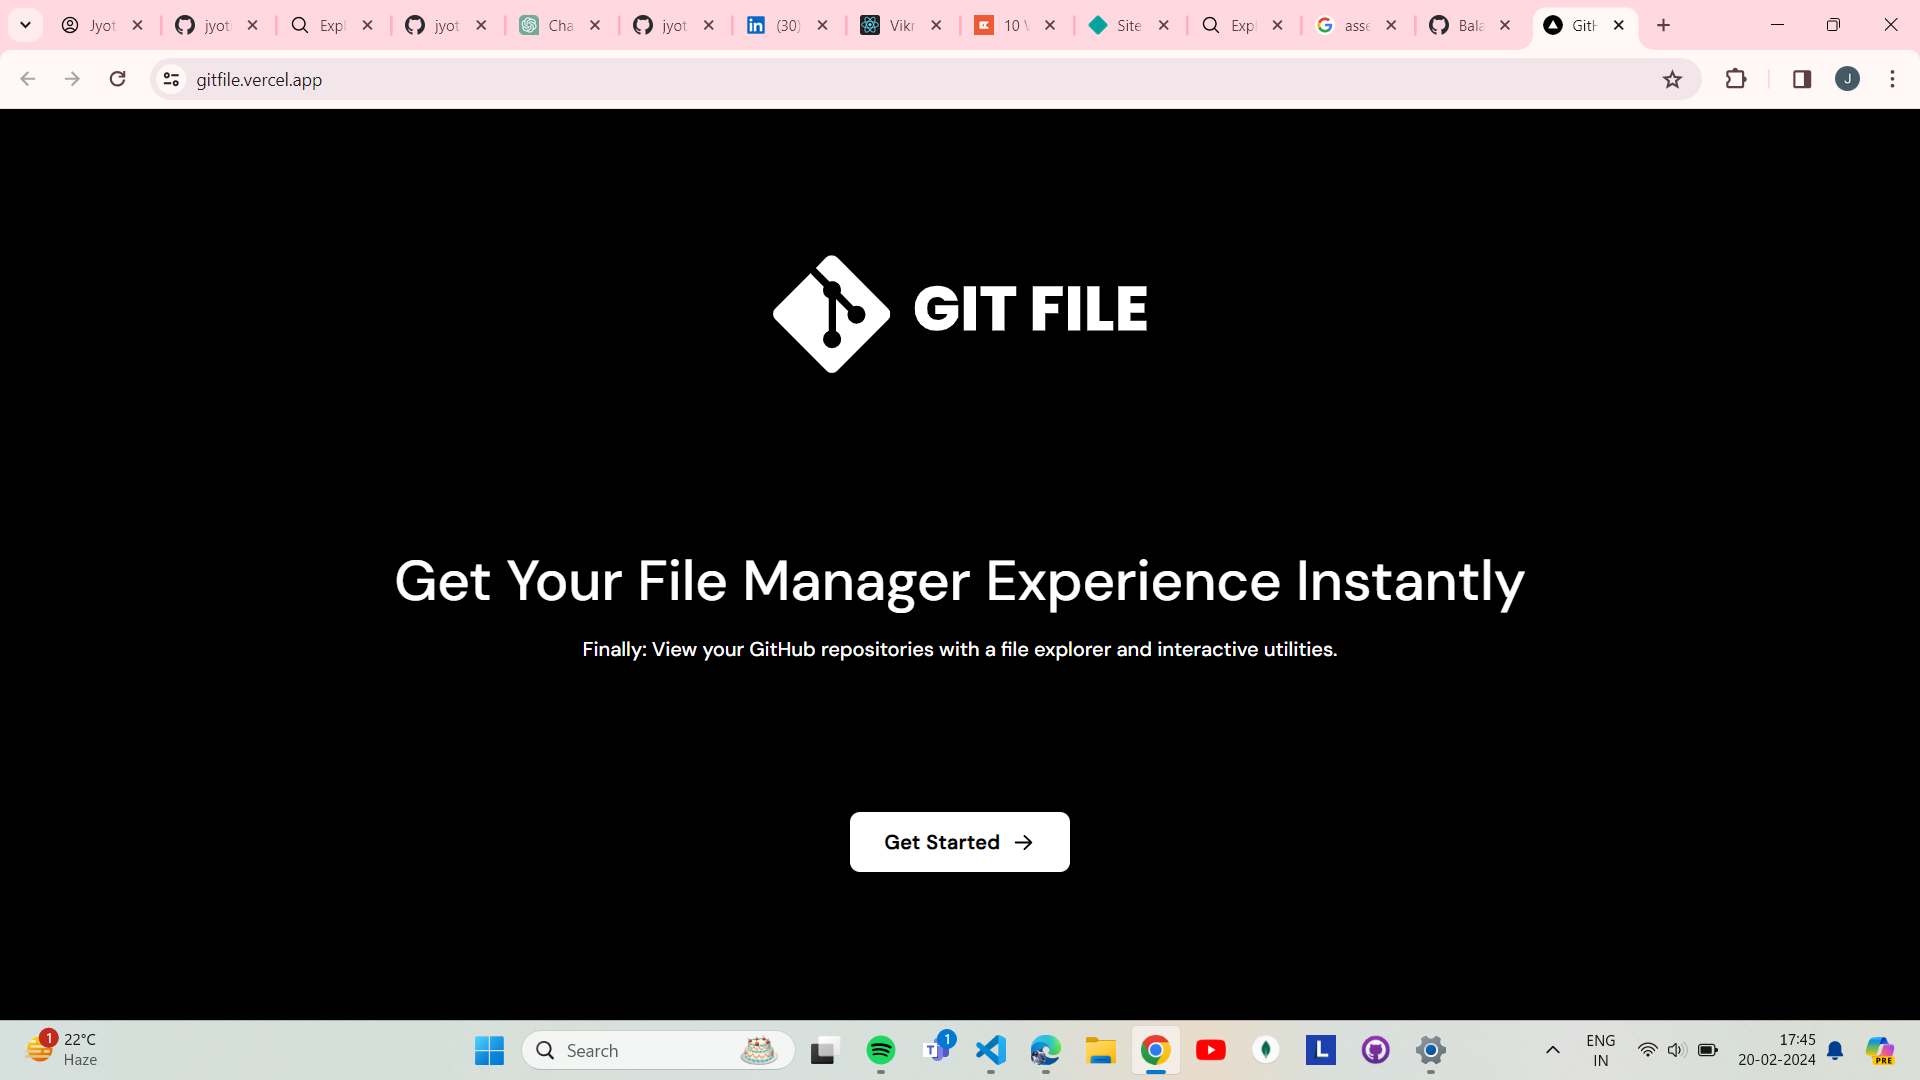 Jyot
jyot
Expl
jyot
Cha
jyot
(30)
Vikr
10
Site
Expl
asse
Bala
GitH
gitfile.vercel.app
J
GIT FILE
Get Your File Manager Experience Instantly
Finally: View your GitHub repositories with a file explorer and interactive utilities.
Get Started
1
22°C
Haze
Search
1
T
L
ENG
IN
17:45
20-02-2024
PRE